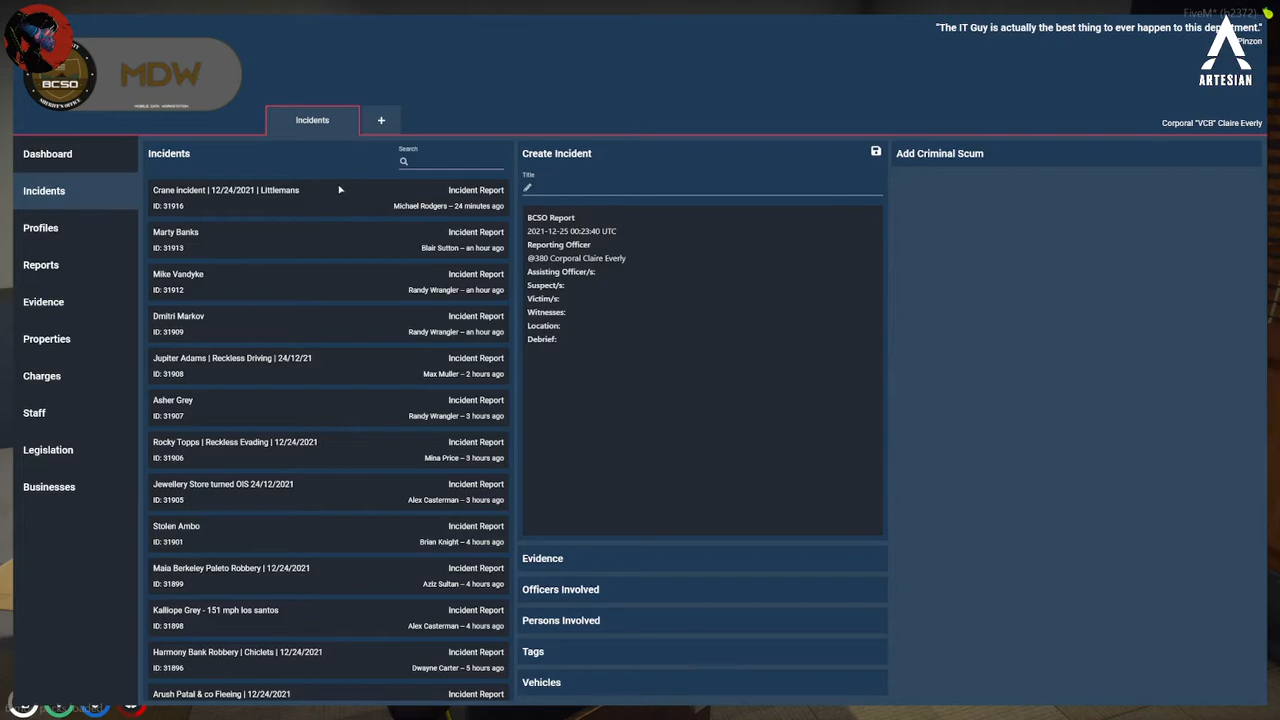 FiveM* (b2372)
"The IT Guy is actually the best thing to ever happen to this department."
Pinzon
ARTESIAN
BCSO
SHERIFF'S OFFICE
MDW
MOBILE DATA WORKSTATION
Incidents
+
Corporal "VCB" Claire Everly
Dashboard
Incidents
Profiles
Reports
Evidence
Properties
Charges
Staff
Legislation
Businesses
Incidents
Search
Crane incident | 12/24/2021 | Littlemans Incident Report
ID: 31916 Michael Rodgers – 24 minutes ago
Marty Banks Incident Report
ID: 31913 Blair Sutton – an hour ago
Mike Vandyke Incident Report
ID: 31912 Randy Wrangler – an hour ago
Dmitri Markov Incident Report
ID: 31909 Randy Wrangler – an hour ago
Jupiter Adams | Reckless Driving | 24/12/21 Incident Report
ID: 31908 Max Muller – 2 hours ago
Asher Grey Incident Report
ID: 31907 Randy Wrangler – 3 hours ago
Rocky Topps | Reckless Evading | 12/24/2021 Incident Report
ID: 31906 Mina Price – 3 hours ago
Jewellery Store turned OIS 24/12/2021 Incident Report
ID: 31905 Alex Casterman – 3 hours ago
Stolen Ambo Incident Report
ID: 31901 Brian Knight – 4 hours ago
Maia Berkeley Paleto Robbery | 12/24/2021 Incident Report
ID: 31899 Aziz Sultan – 4 hours ago
Kalliope Grey - 151 mph los santos Incident Report
ID: 31898 Alex Casterman – 4 hours ago
Harmony Bank Robbery | Chiclets | 12/24/2021 Incident Report
ID: 31896 Dwayne Carter – 5 hours ago
Arush Patal & co Fleeing | 12/24/2021 Incident Report
Create Incident
Title
BCSO Report
2021-12-25 00:23:40 UTC
Reporting Officer
@380 Corporal Claire Everly
Assisting Officer/s:
Suspect/s:
Victim/s:
Witnesses:
Location:
Debrief:
Evidence
Officers Involved
Persons Involved
Tags
Vehicles
Add Criminal Scum